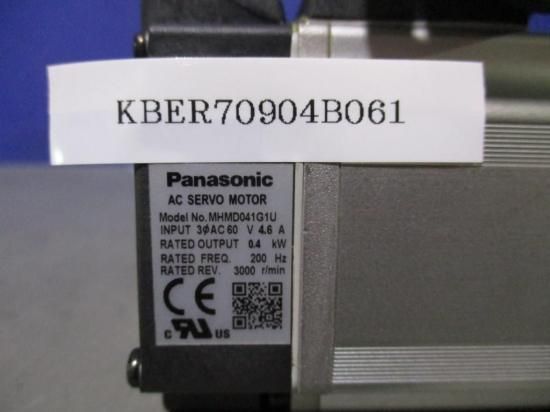 KBER70904B061
Panasonic
AC SERVO MOTOR
Model No. MHMD041G1U
INPUT 3ϕAC 60 V 4.6 A
RATED OUTPUT 0.4 kW
RATED FREQ. 200 Hz
RATED REV. 3000 r/min
CE
c RU US